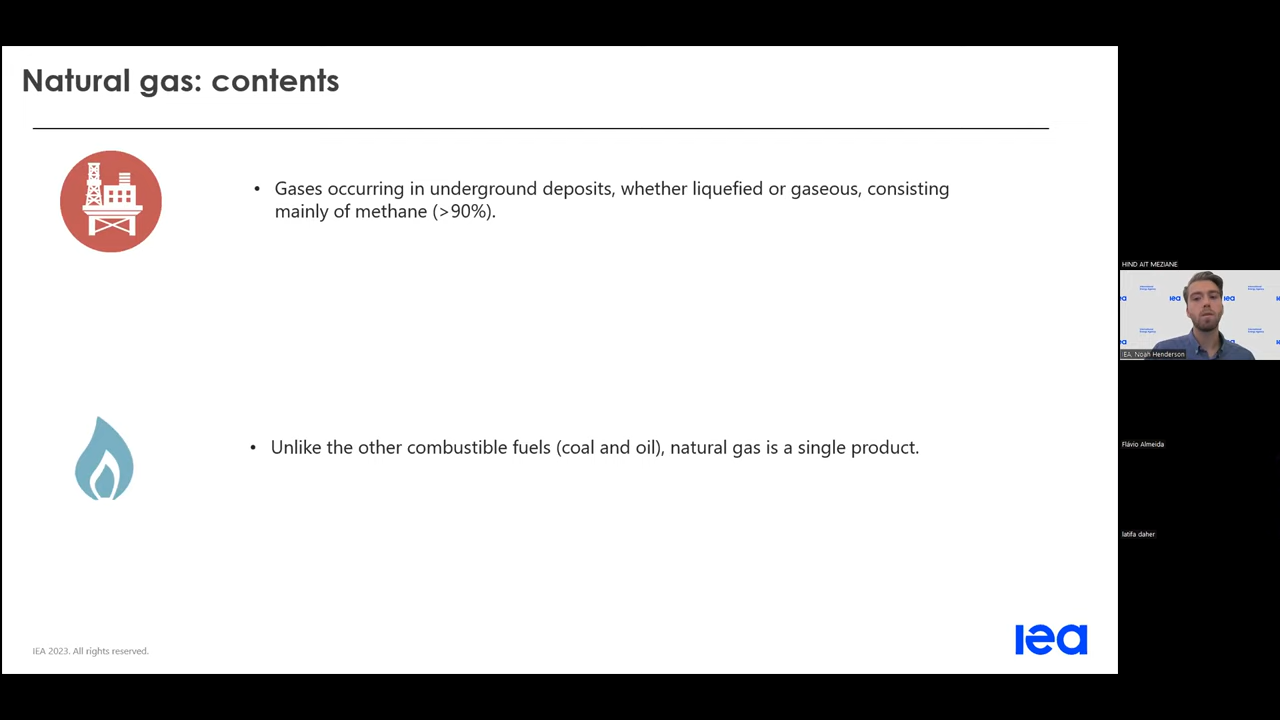 Natural gas: contents
• Gases occurring in underground deposits, whether liquefied or gaseous, consisting
mainly of methane (>90%).
• Unlike the other combustible fuels (coal and oil), natural gas is a single product.
IEA 2023. All rights reserved.
iea
HIND AIT MEZIANE
IEA. Noah Henderson
Flávio Almeida
latifa daher